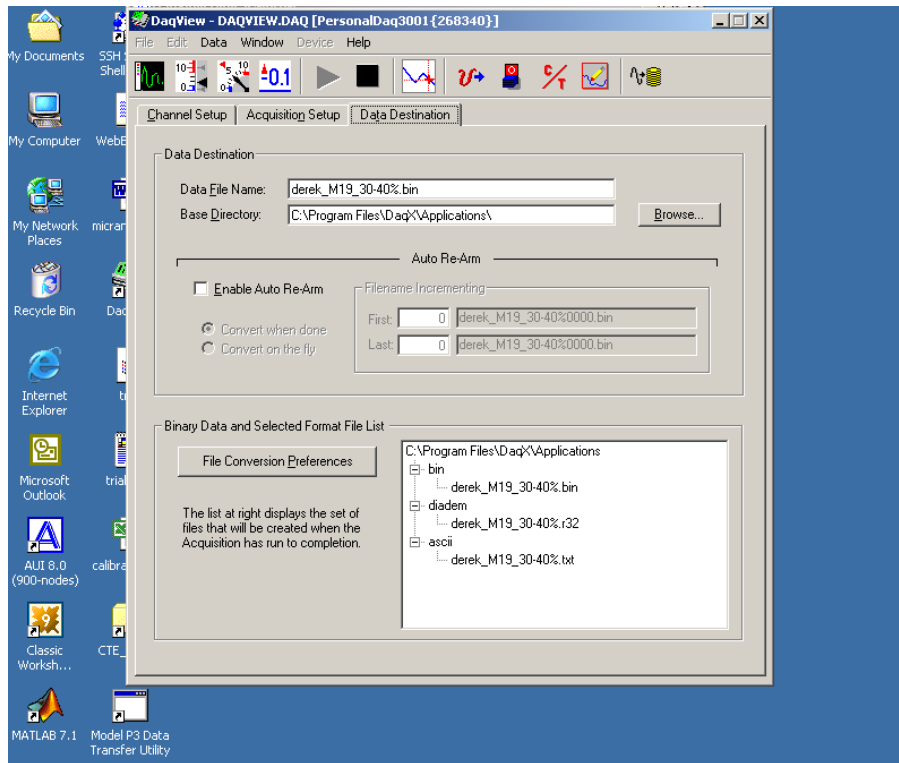 DaqView - DAQVIEW.DAQ [PersonalDaq3001{268340}]
File Edit Data Window Device Help
Channel Setup Acquisition Setup Data Destination
Data Destination
Data File Name: derek_M19_30-40%.bin
Base Directory: C:\Program Files\DaqX\Applications\ Browse...
Auto Re-Arm
Enable Auto Re-Arm
Convert when done
Convert on the fly
Filename Incrementing
First: 0 derek_M19_30-40%0000.bin
Last: 0 derek_M19_30-40%0000.bin
Binary Data and Selected Format File List
File Conversion Preferences
The list at right displays the set of
files that will be created when the
Acquisition has run to completion.
C:\Program Files\DaqX\Applications
bin
derek_M19_30-40%.bin
diadem
derek_M19_30-40%.r32
ascii
derek_M19_30-40%.txt
My Documents
SSH
Shell
My Computer
WebE
My Network
Places
micran
Recycle Bin
Dac
Internet
Explorer
Microsoft
Outlook
trial
AUI 8.0
(900-nodes)
calibra
Classic
Worksh...
CTE_
MATLAB 7.1
Model P3 Data
Transfer Utility